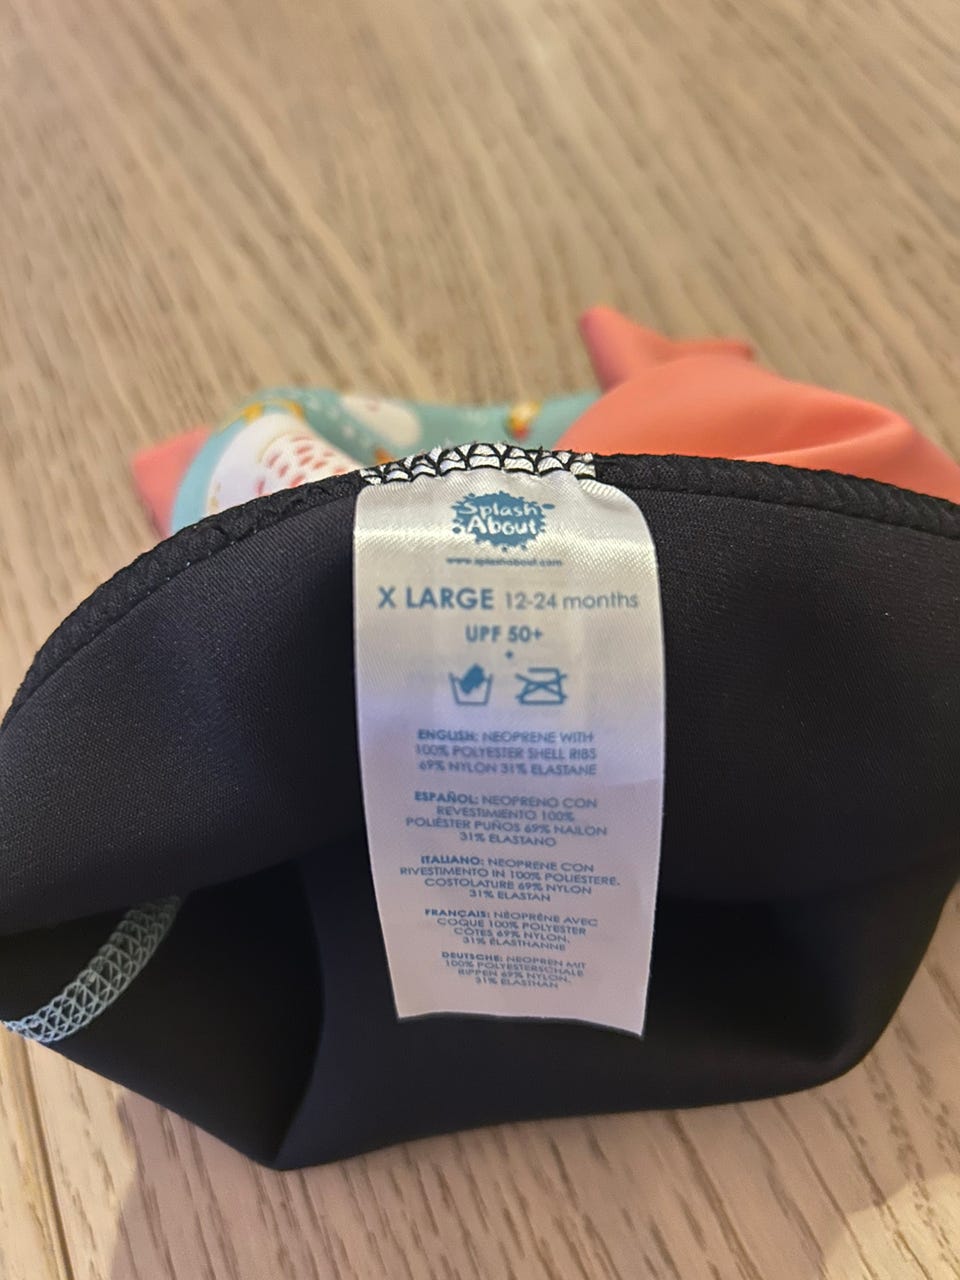 Splash
About
www.splashabout.com
X LARGE 12-24 months
UPF 50+
ENGLISH: NEOPRENE WITH
100% POLYESTER SHELL RIBS
69% NYLON 31% ELASTANE
ESPAÑOL: NEOPRENO CON
REVESTIMIENTO 100%
POLIÉSTER PUÑOS 69% NAILON
31% ELASTANO
ITALIANO: NEOPRENE CON
RIVESTIMENTO IN 100% POLIESTERE.
COSTOLATURE 69% NYLON
31% ELASTAN
FRANÇAIS: NÉOPRÈNE AVEC
COQUE 100% POLYESTER
CÔTES 69% NYLON.
31% ÉLASTHANNE
DEUTSCHE: NEOPREN MIT
100% POLYESTERSCHALE
RIPPEN 69% NYLON.
31% ELASTHAN